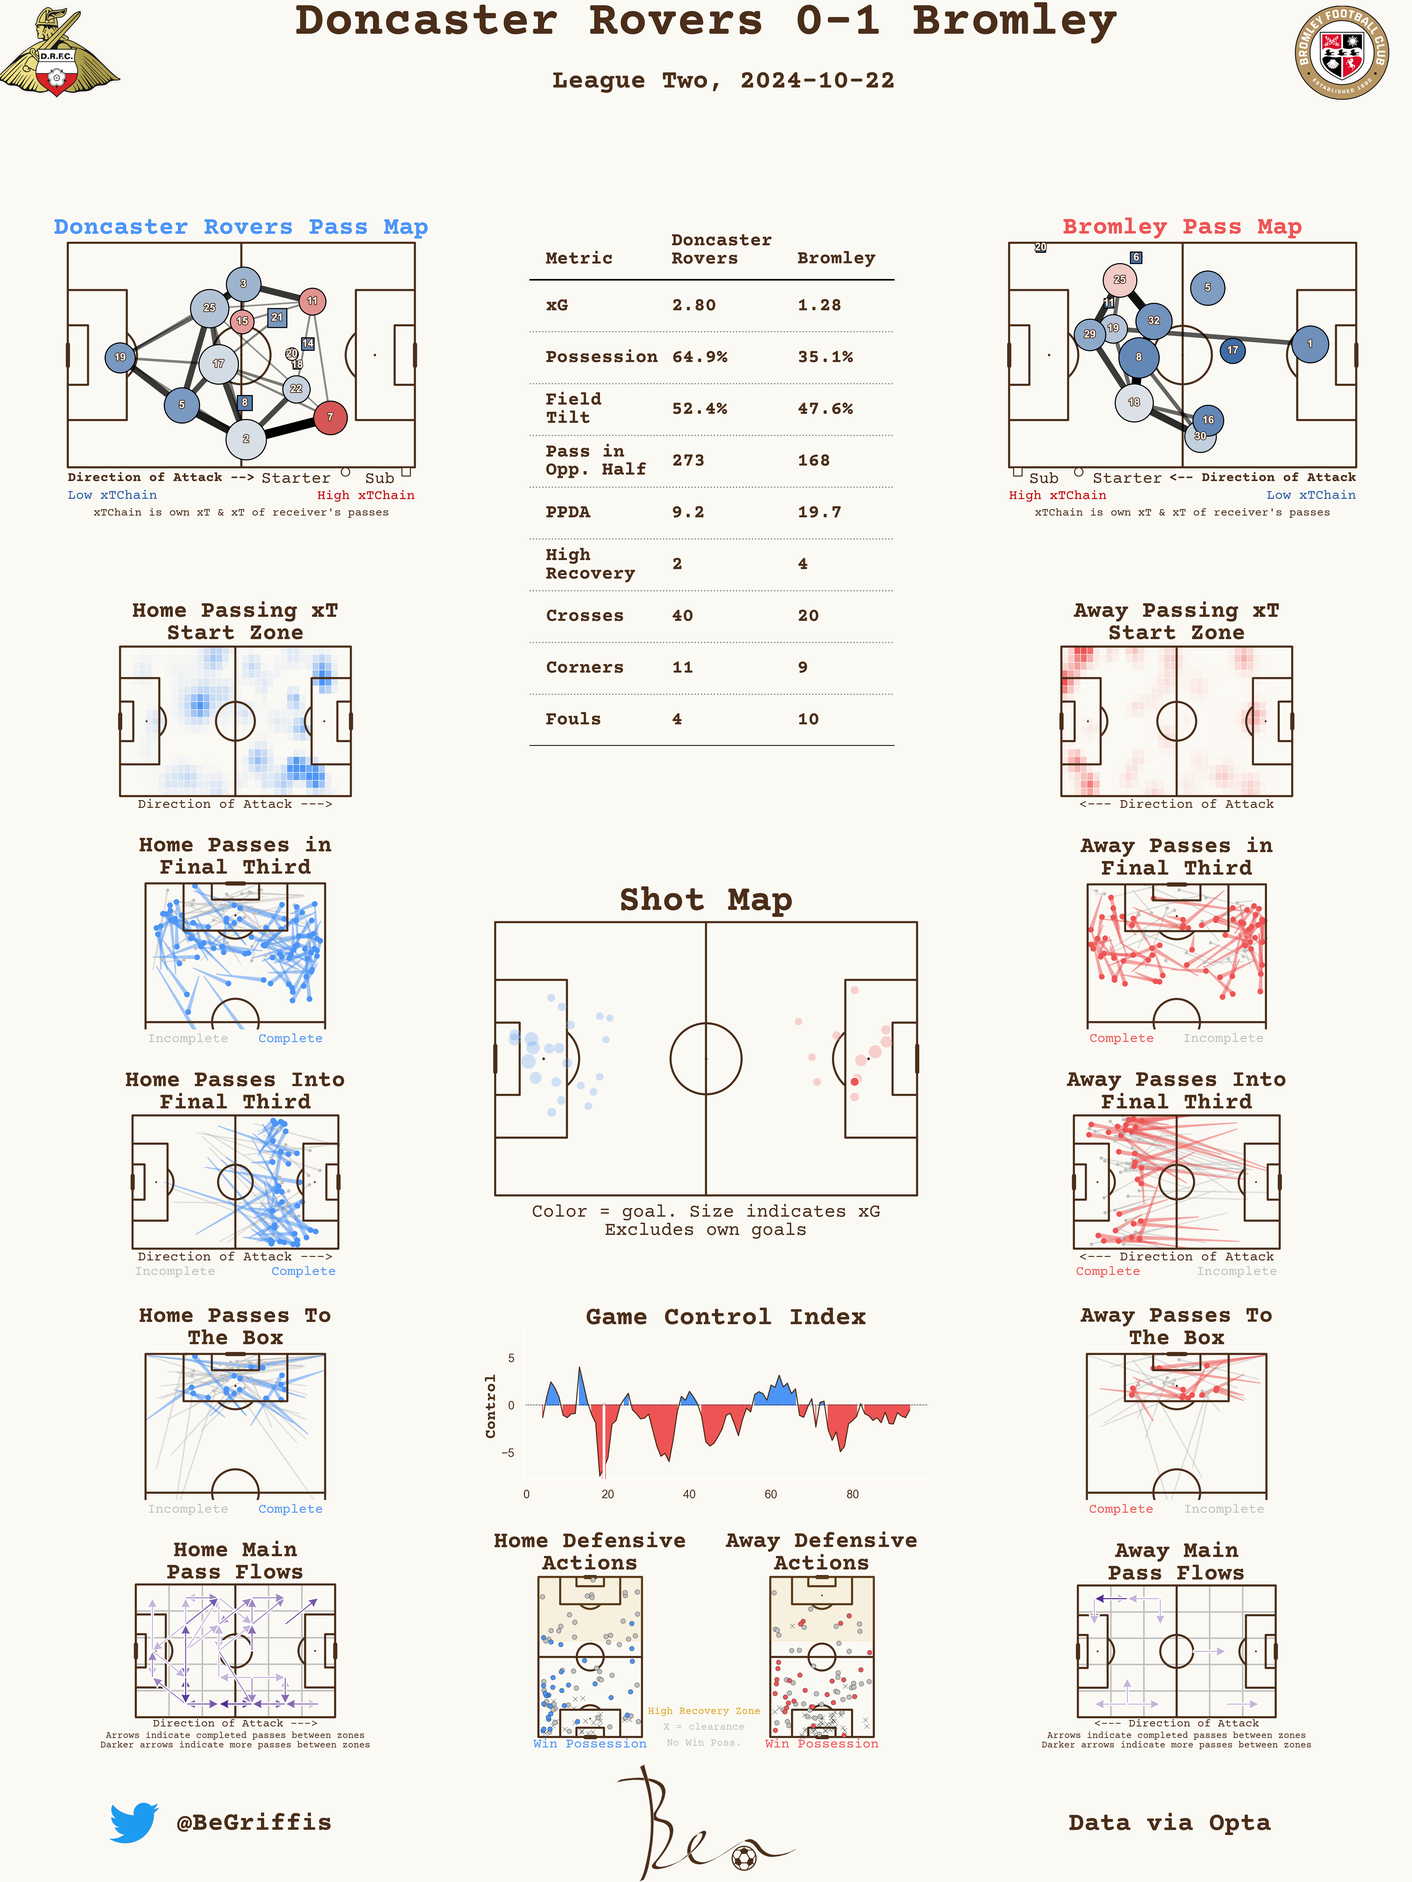 Doncaster Rovers 0-1 Bromley
League Two, 2024-10-22
D.R.F.C.
BROMLEY FOOTBALL CLUB
ESTABLISHED 1892
Doncaster Rovers Pass Map
3
25
11
15
21
14
19
20
17
18
22
5
8
7
2
Direction of Attack --> Starter Sub
Low xTChain High xTChain
xTChain is own xT & xT of receiver's passes
Metric Doncaster Rovers Bromley
xG 2.80 1.28
Possession 64.9% 35.1%
Field Tilt 52.4% 47.6%
Pass in Opp. Half 273 168
PPDA 9.2 19.7
High Recovery 2 4
Crosses 40 20
Corners 11 9
Fouls 4 10
Bromley Pass Map
20
6
25
5
11
32
19
29
1
8
17
18
16
30
Sub Starter <-- Direction of Attack
High xTChain Low xTChain
xTChain is own xT & xT of receiver's passes
Home Passing xT
Start Zone
Direction of Attack --->
Away Passing xT
Start Zone
<--- Direction of Attack
Home Passes in
Final Third
Incomplete Complete
Shot Map
Color = goal. Size indicates xG
Excludes own goals
Away Passes in
Final Third
Complete Incomplete
Home Passes Into
Final Third
Direction of Attack --->
Incomplete Complete
Away Passes Into
Final Third
<--- Direction of Attack
Complete Incomplete
Home Passes To
The Box
Incomplete Complete
Game Control Index
Control
5
0
−5
0 20 40 60 80
Away Passes To
The Box
Complete Incomplete
Home Main
Pass Flows
Direction of Attack --->
Arrows indicate completed passes between zones
Darker arrows indicate more passes between zones
Home Defensive
Actions
Win Possession
High Recovery Zone
X = clearance
No Win Poss.
Away Defensive
Actions
Win Possession
Away Main
Pass Flows
<--- Direction of Attack
Arrows indicate completed passes between zones
Darker arrows indicate more passes between zones
@BeGriffis
Ben
Data via Opta